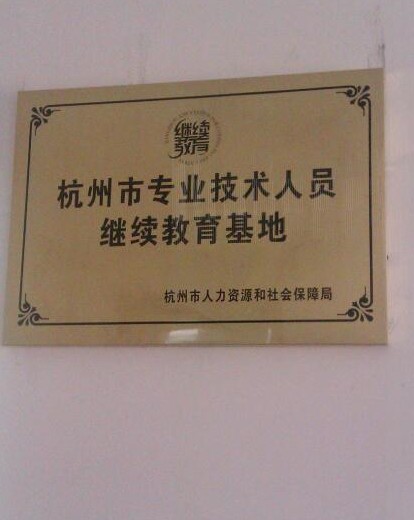 继续
教育
杭州市专业技术人员
继续教育基地
杭州市人力资源和社会保障局